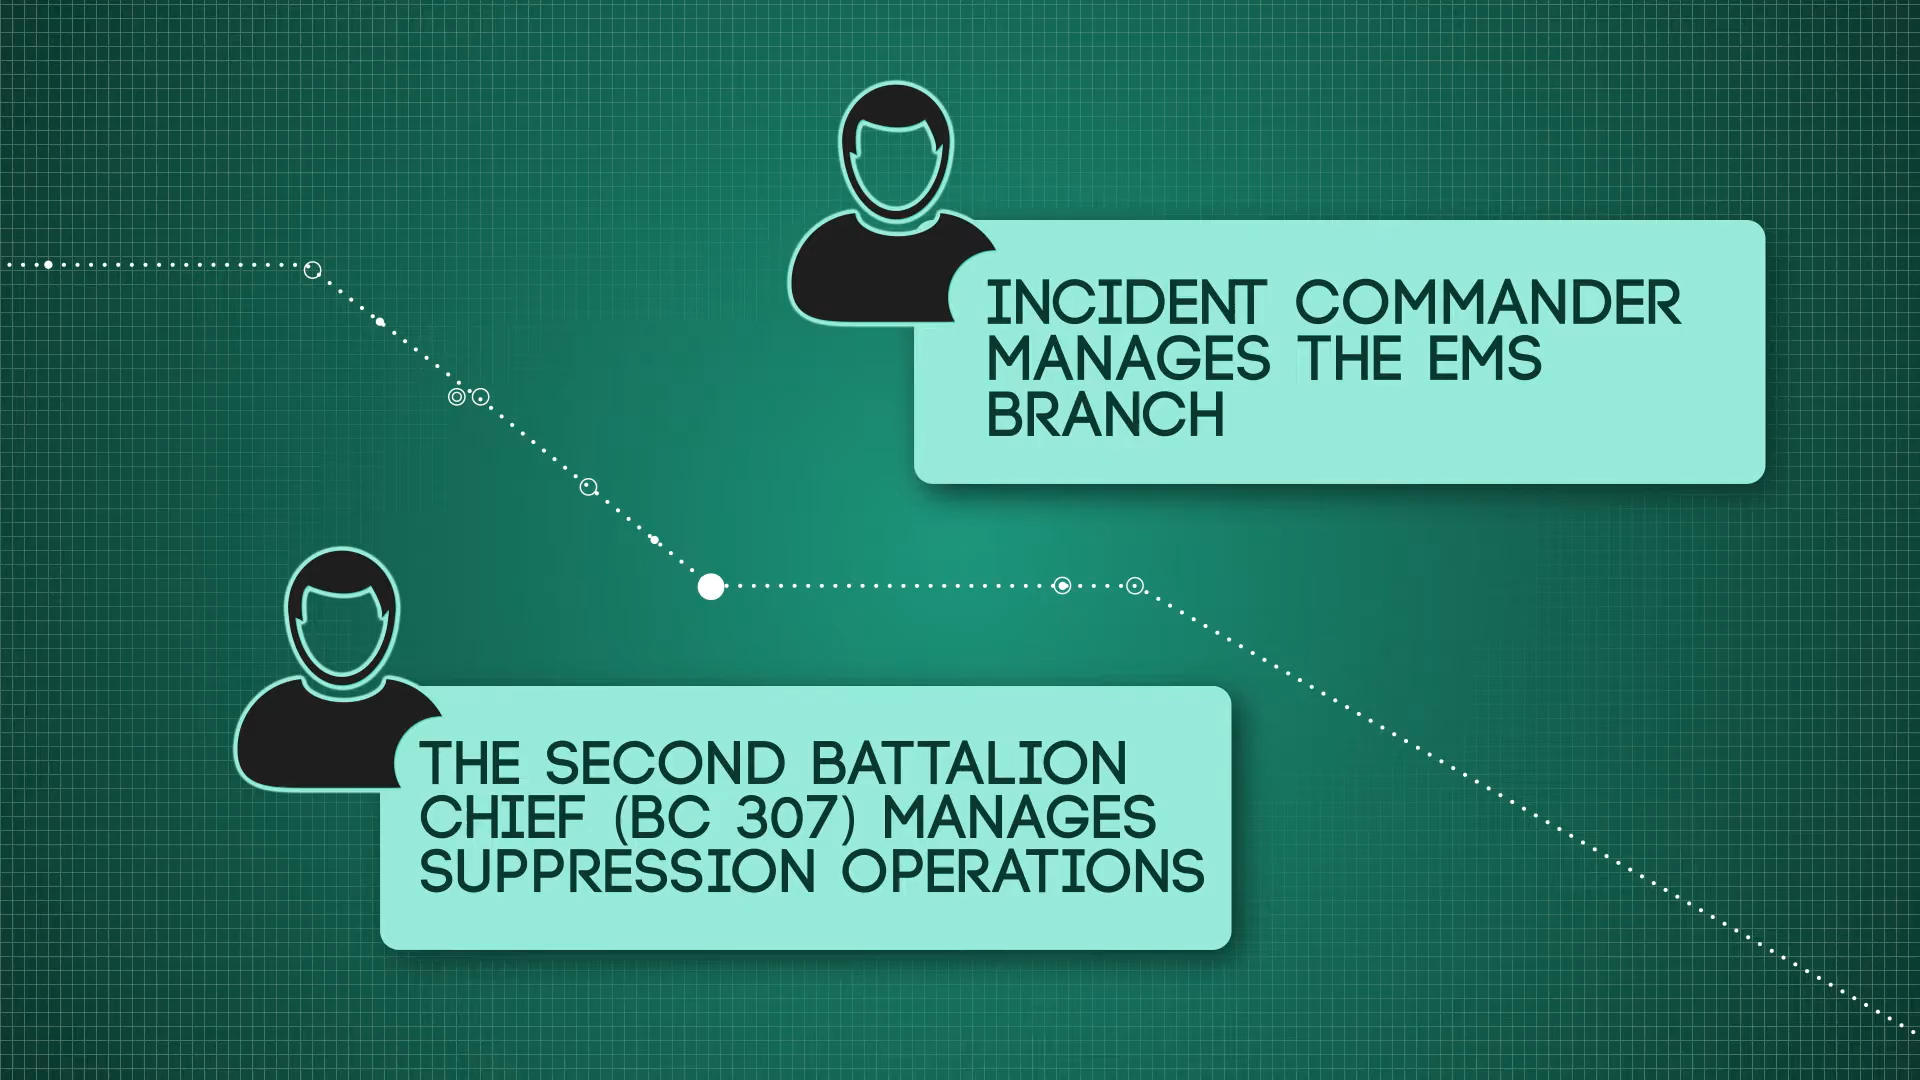 INCIDENT COMMANDER
MANAGES THE EMS
BRANCH
THE SECOND BATTALION
CHIEF (BC 307) MANAGES
SUPPRESSION OPERATIONS